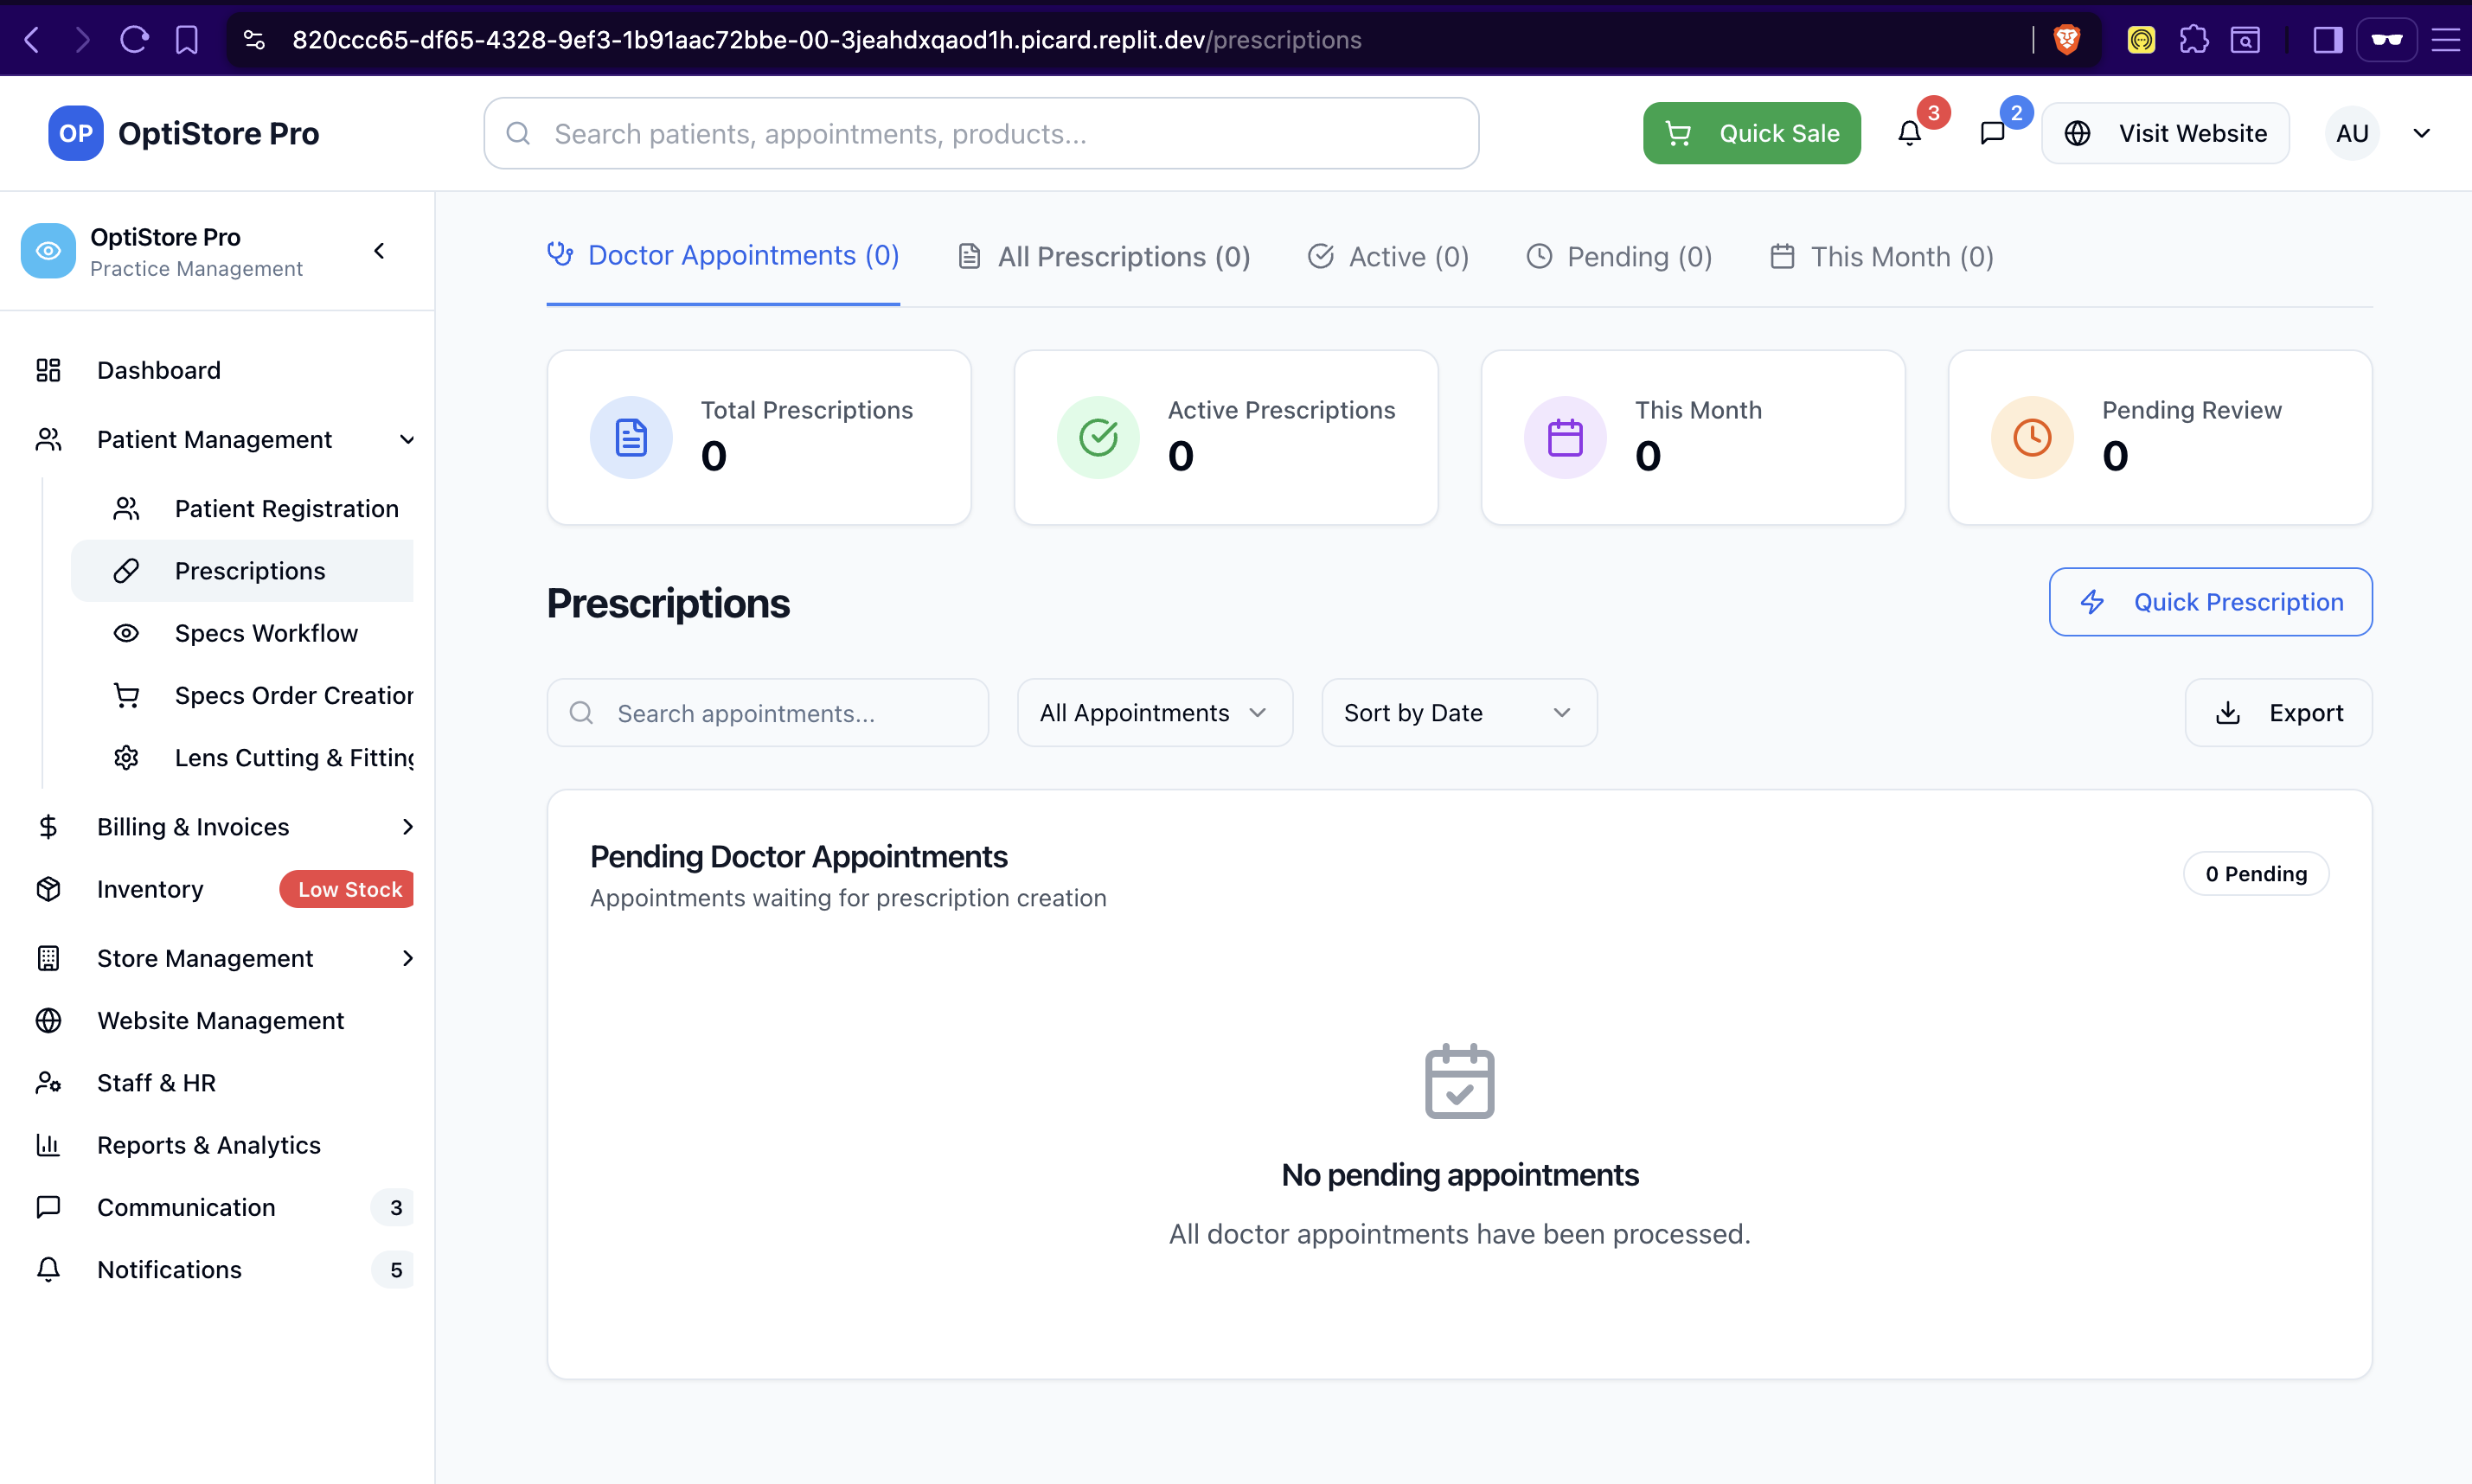 820ccc65-df65-4328-9ef3-1b91aac72bbe-00-3jeahdxqaod1h.picard.replit.dev/prescriptions
OP
OptiStore Pro
Search patients, appointments, products...
Quick Sale
3
2
Visit Website
AU
OptiStore Pro
Practice Management
Dashboard
Patient Management
Patient Registration
Prescriptions
Specs Workflow
Specs Order Creation
Lens Cutting & Fitting
Billing & Invoices
Inventory
Low Stock
Store Management
Website Management
Staff & HR
Reports & Analytics
Communication
3
Notifications
5
Doctor Appointments (0)
All Prescriptions (0)
Active (0)
Pending (0)
This Month (0)
Total Prescriptions
0
Active Prescriptions
0
This Month
0
Pending Review
0
Prescriptions
Quick Prescription
Search appointments...
All Appointments
Sort by Date
Export
Pending Doctor Appointments
Appointments waiting for prescription creation
0 Pending
No pending appointments
All doctor appointments have been processed.